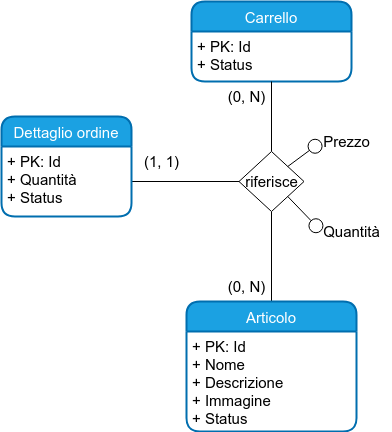 Carrello
+ PK: Id
+ Status
(0, N)
Prezzo
Dettaglio ordine
+ PK: Id
+ Quantità
+ Status
(1, 1)
riferisce
Quantità
(0, N)
Articolo
+ PK: Id
+ Nome
+ Descrizione
+ Immagine
+ Status